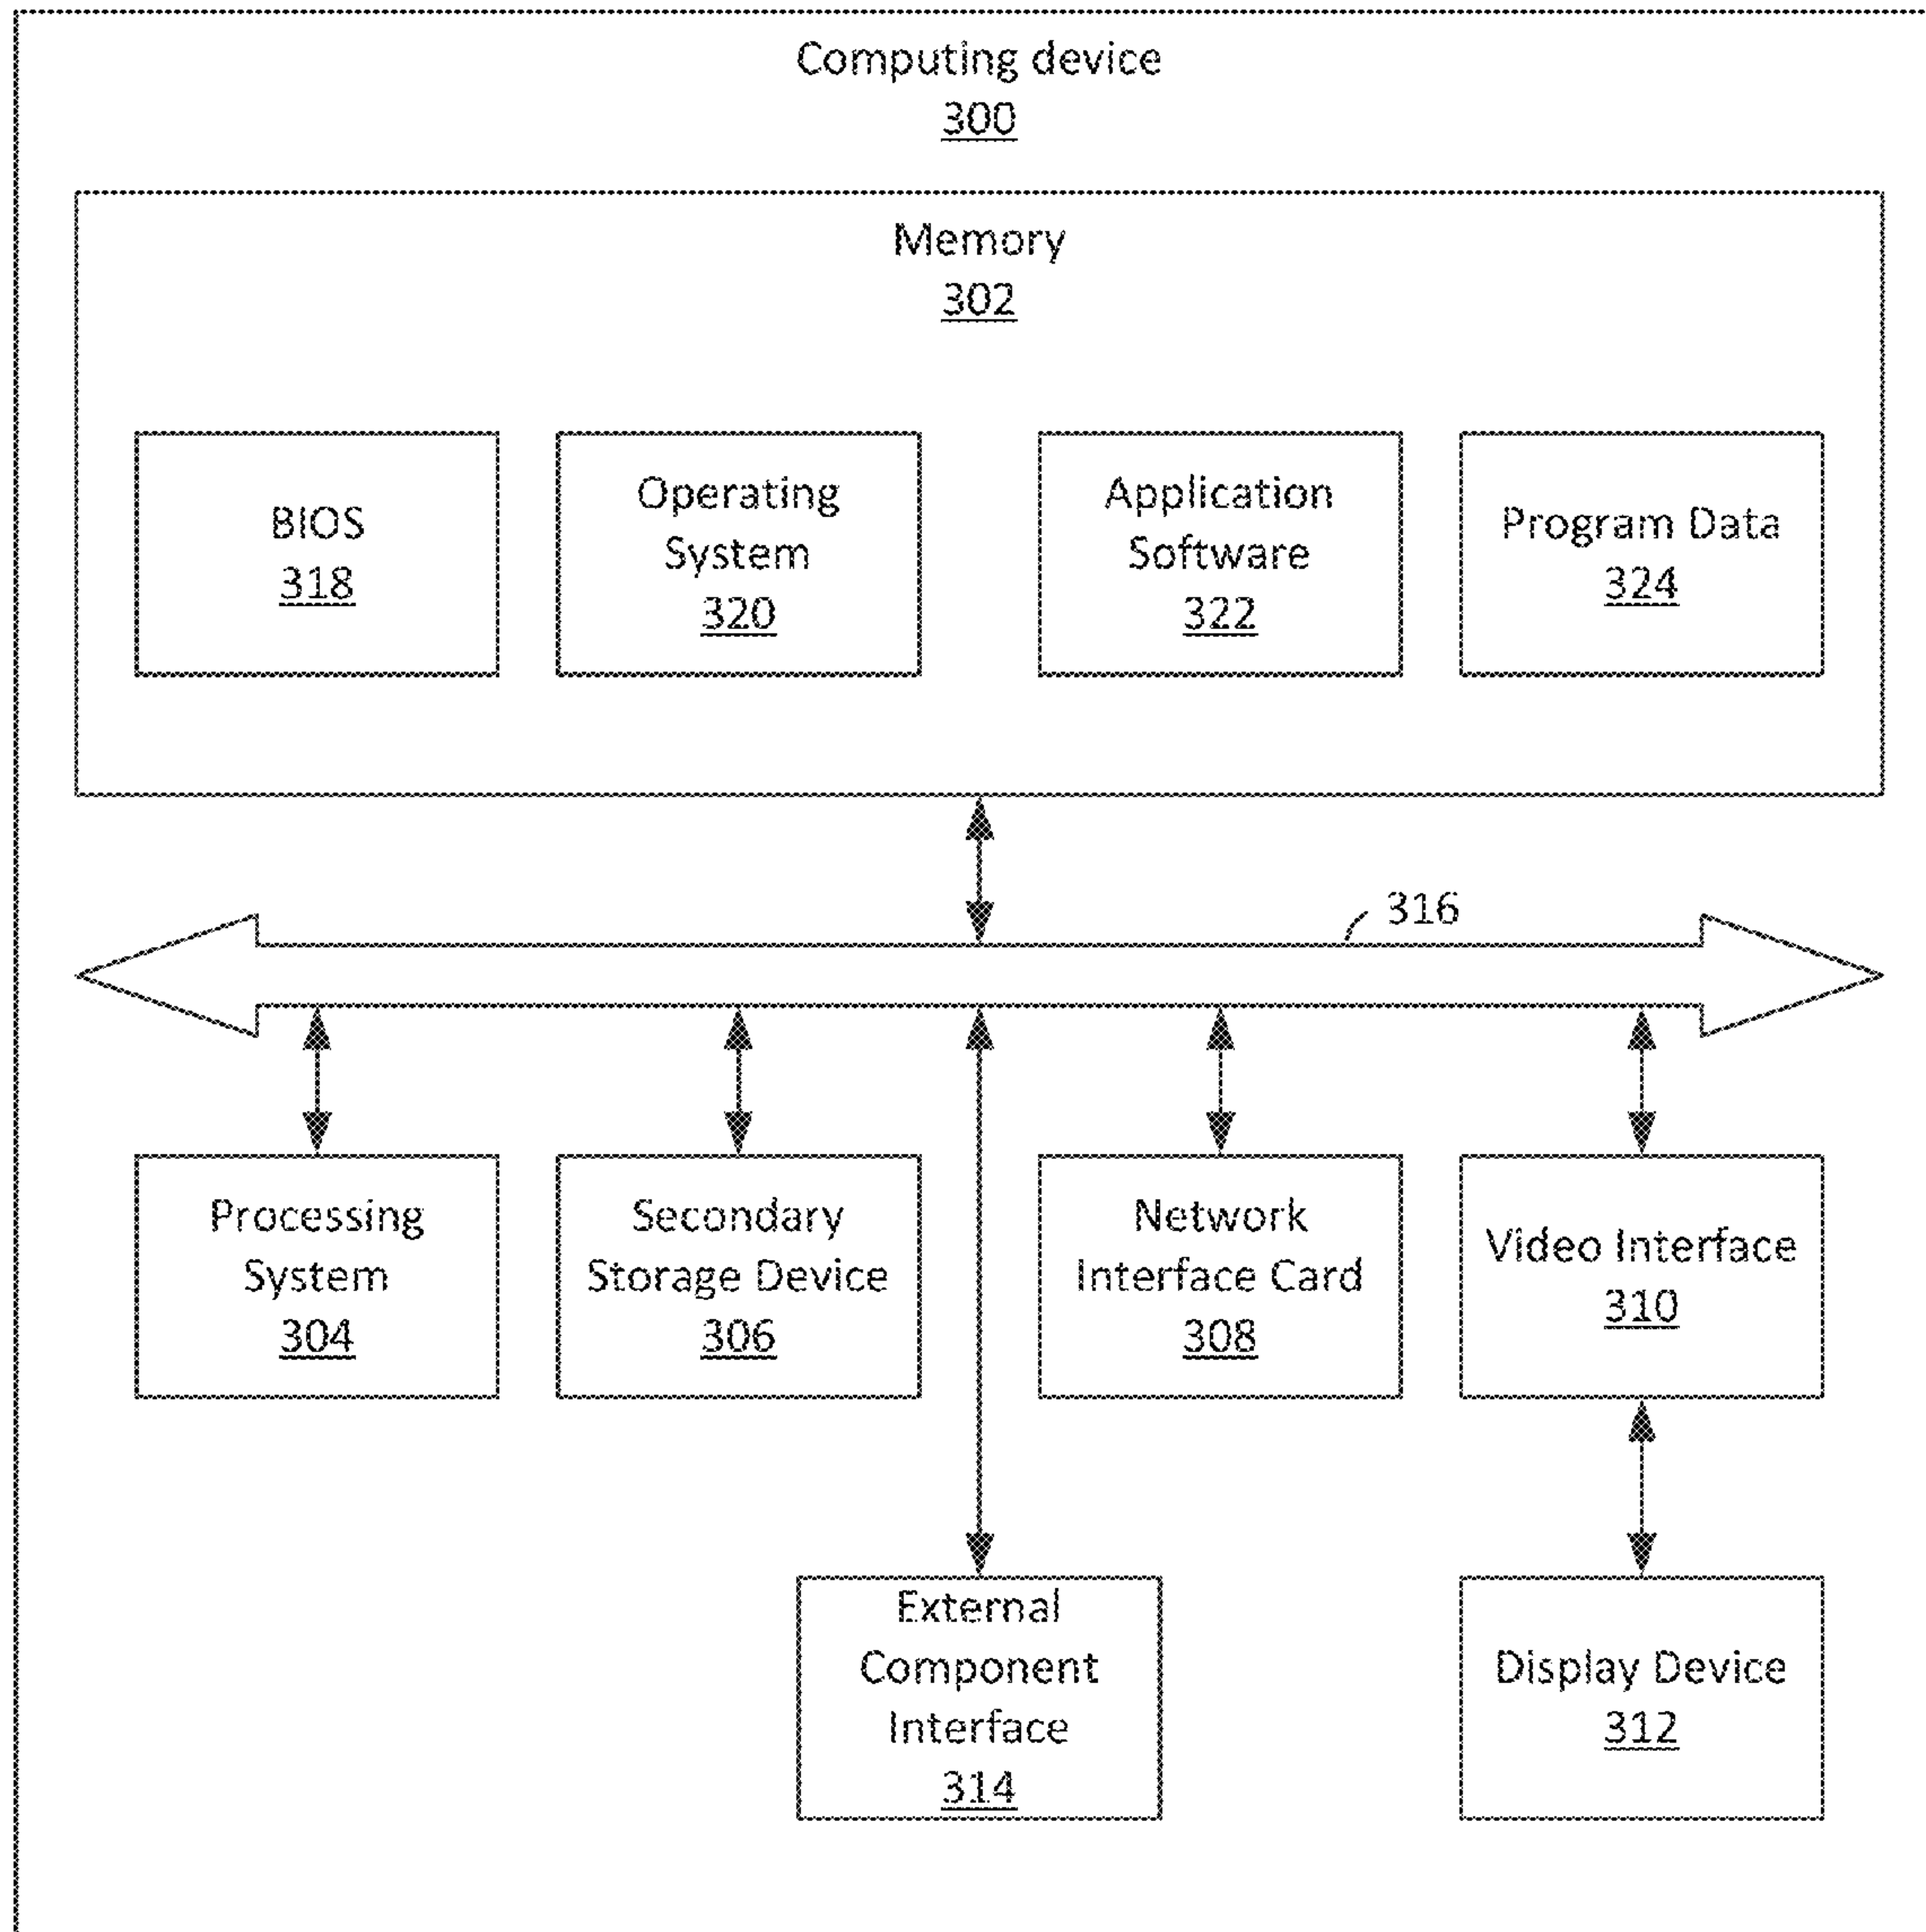 Computing device
300
Memory
302
BIOS
318
Operating
System
320
Application
Software
322
Program Data
324
316
Processing
System
304
Secondary
Storage Device
306
Network
Interface Card
308
Video Interface
310
External
Component
Interface
314
Display Device
312